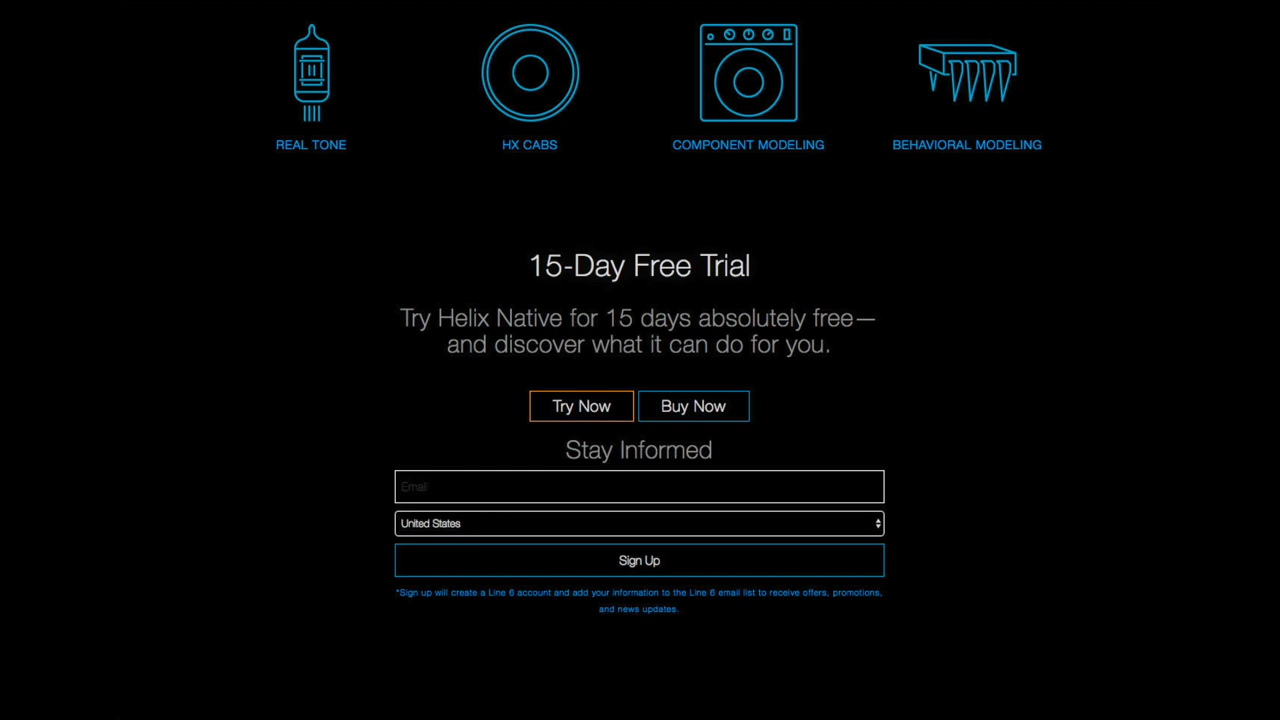 REAL TONE
HX CABS
COMPONENT MODELING
BEHAVIORAL MODELING
15-Day Free Trial
Try Helix Native for 15 days absolutely free—
and discover what it can do for you.
Try Now
Buy Now
Stay Informed
Email
United States
Sign Up
*Sign up will create a Line 6 account and add your information to the Line 6 email list to receive offers, promotions,
and news updates.